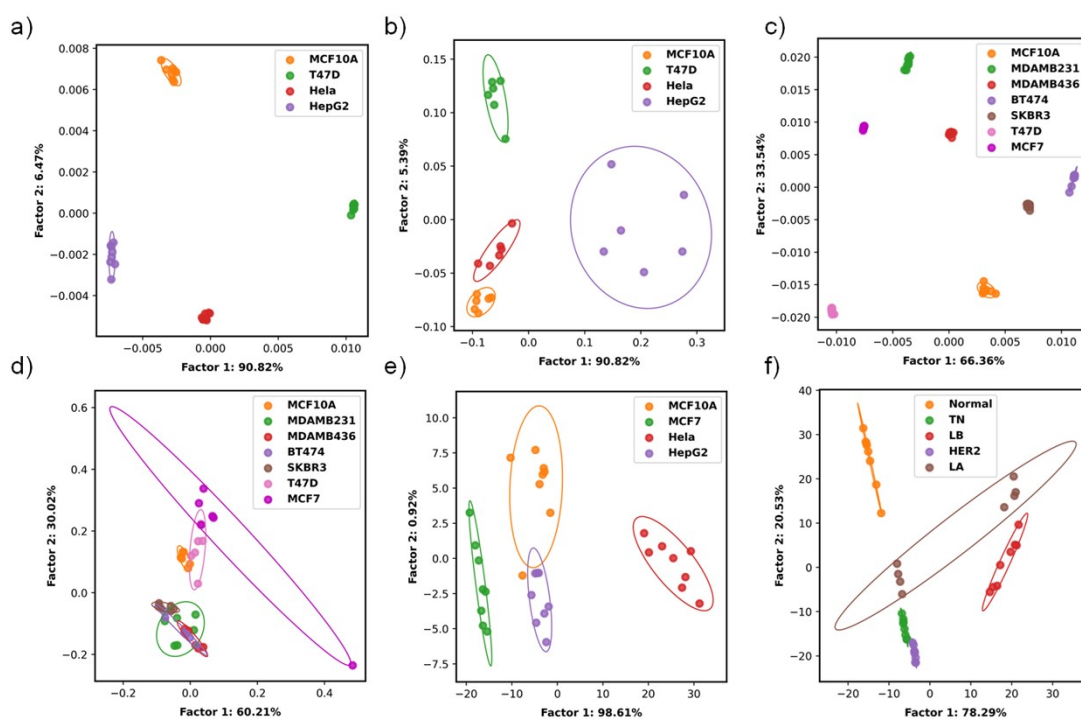 a)
0.008
0.006
0.004
0.002
0.000
−0.002
−0.004
Factor 2: 6.47%
MCF10A
T47D
Hela
HepG2
−0.005
0.000
0.005
0.010
Factor 1: 90.82%
b)
0.15
0.10
0.05
0.00
−0.05
−0.10
Factor 2: 5.39%
MCF10A
T47D
Hela
HepG2
−0.1
0.0
0.1
0.2
0.3
Factor 1: 90.82%
c)
0.020
0.015
0.010
0.005
0.000
−0.005
−0.010
−0.015
−0.020
Factor 2: 33.54%
MCF10A
MDAMB231
MDAMB436
BT474
SKBR3
T47D
MCF7
−0.010
−0.005
0.000
0.005
0.010
Factor 1: 66.36%
d)
0.6
0.4
0.2
0.0
−0.2
Factor 2: 30.02%
MCF10A
MDAMB231
MDAMB436
BT474
SKBR3
T47D
MCF7
−0.2
0.0
0.2
0.4
Factor 1: 60.21%
e)
10.0
7.5
5.0
2.5
0.0
−2.5
−5.0
−7.5
Factor 2: 0.92%
MCF10A
MCF7
Hela
HepG2
−20
−10
0
10
20
30
Factor 1: 98.61%
f)
40
30
20
10
0
−10
−20
Factor 2: 20.53%
Normal
TN
LB
HER2
LA
−20
−10
0
10
20
30
Factor 1: 78.29%